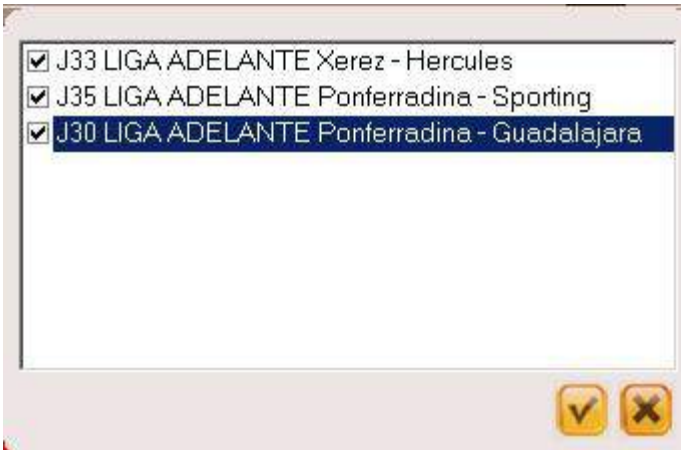 J33 LIGA ADELANTE Xerez - Hercules
J35 LIGA ADELANTE Ponferradina - Sporting
J30 LIGA ADELANTE Ponferradina - Guadalajara